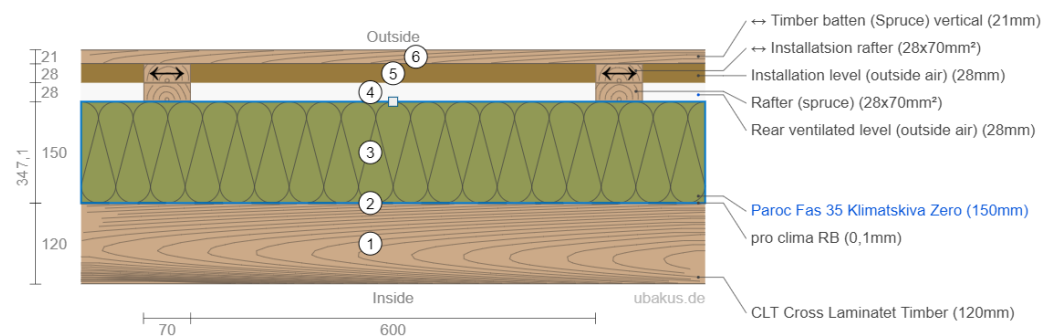 Outside
↔ Timber batten (Spruce) vertical (21mm)
↔ Installatsion rafter (28x70mm²)
Installation level (outside air) (28mm)
Rafter (spruce) (28x70mm²)
Rear ventilated level (outside air) (28mm)
Paroc Fas 35 Klimatskiva Zero (150mm)
pro clima RB (0,1mm)
CLT Cross Laminatet Timber (120mm)
21
28
28
150
120
347,1
6
5
4
3
2
1
Inside
ubakus.de
70
600